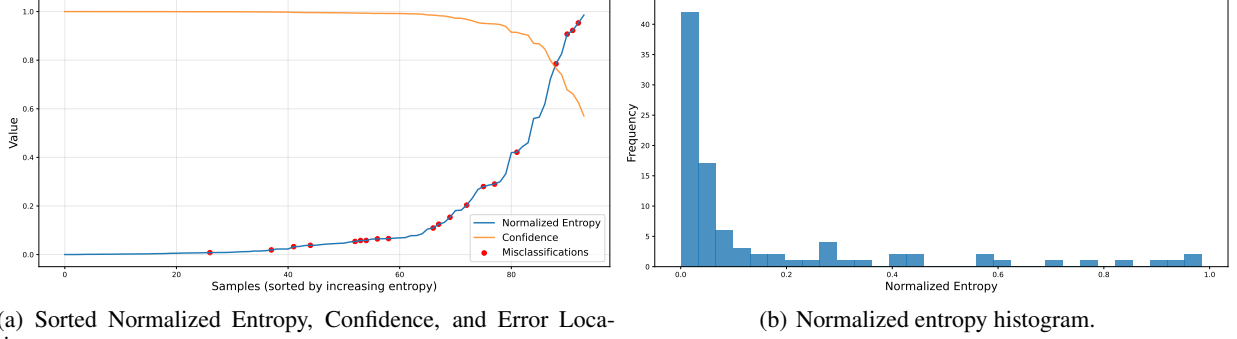 1.0
0.8
0.6
0.4
0.2
0.0
Value
0 20 40 60 80
Samples (sorted by increasing entropy)
Normalized Entropy
Confidence
Misclassifications
40
35
30
25
20
15
10
5
0
Frequency
0.0 0.2 0.4 0.6 0.8 1.0
Normalized Entropy
(a) Sorted Normalized Entropy, Confidence, and Error Loca-
(b) Normalized entropy histogram.